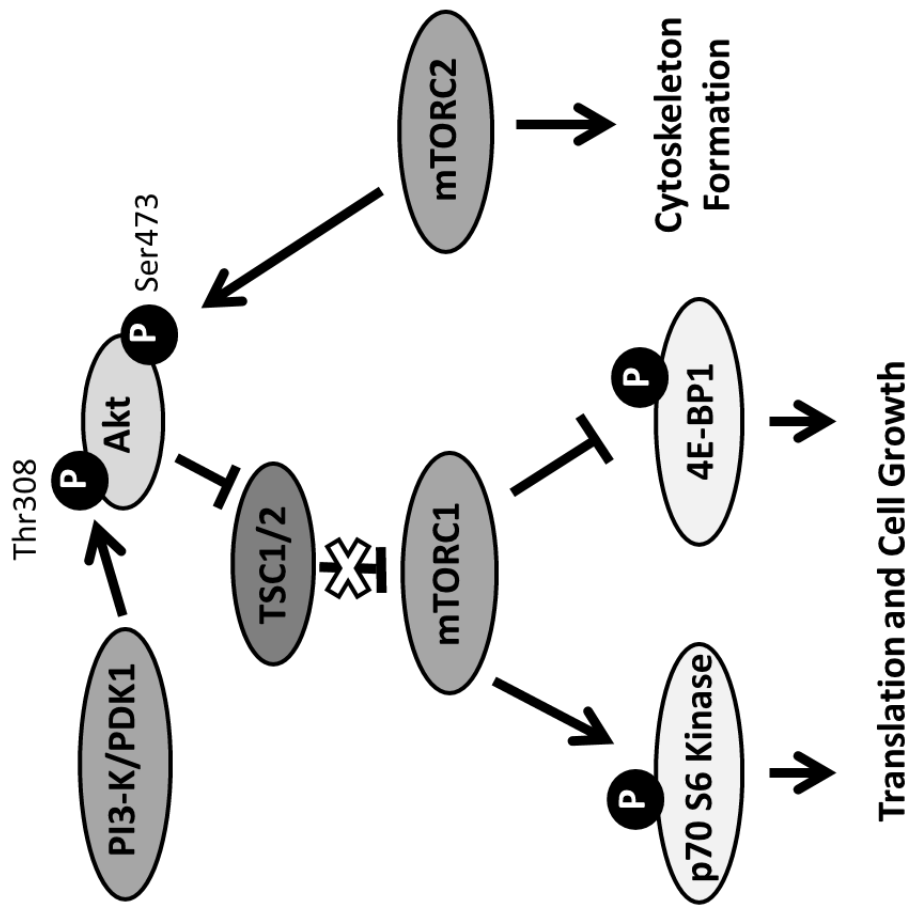 Thr308
P
Akt
P
Ser473
PI3-K/PDK1
TSC1/2
mTORC1
mTORC2
P
p70 S6 Kinase
P
4E-BP1
Cytoskeleton
Formation
Translation and Cell Growth